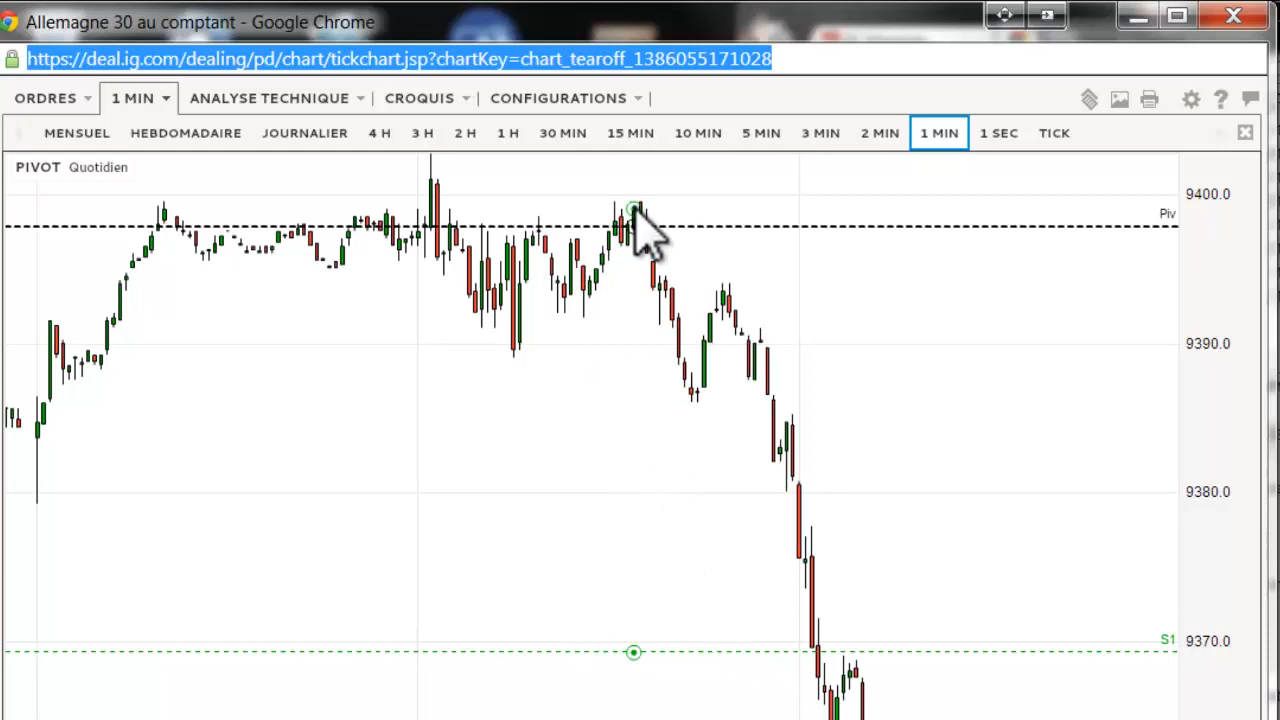 Allemagne 30 au comptant - Google Chrome
https://deal.ig.com/dealing/pd/chart/tickchart.jsp?chartKey=chart_tearoff_1386055171028
ORDRES 1 MIN ANALYSE TECHNIQUE CROQUIS CONFIGURATIONS
MENSUEL HEBDOMADAIRE JOURNALIER 4 H 3 H 2 H 1 H 30 MIN 15 MIN 10 MIN 5 MIN 3 MIN 2 MIN 1 MIN 1 SEC TICK
PIVOT Quotidien
9400.0
Piv
9390.0
9380.0
S1
9370.0